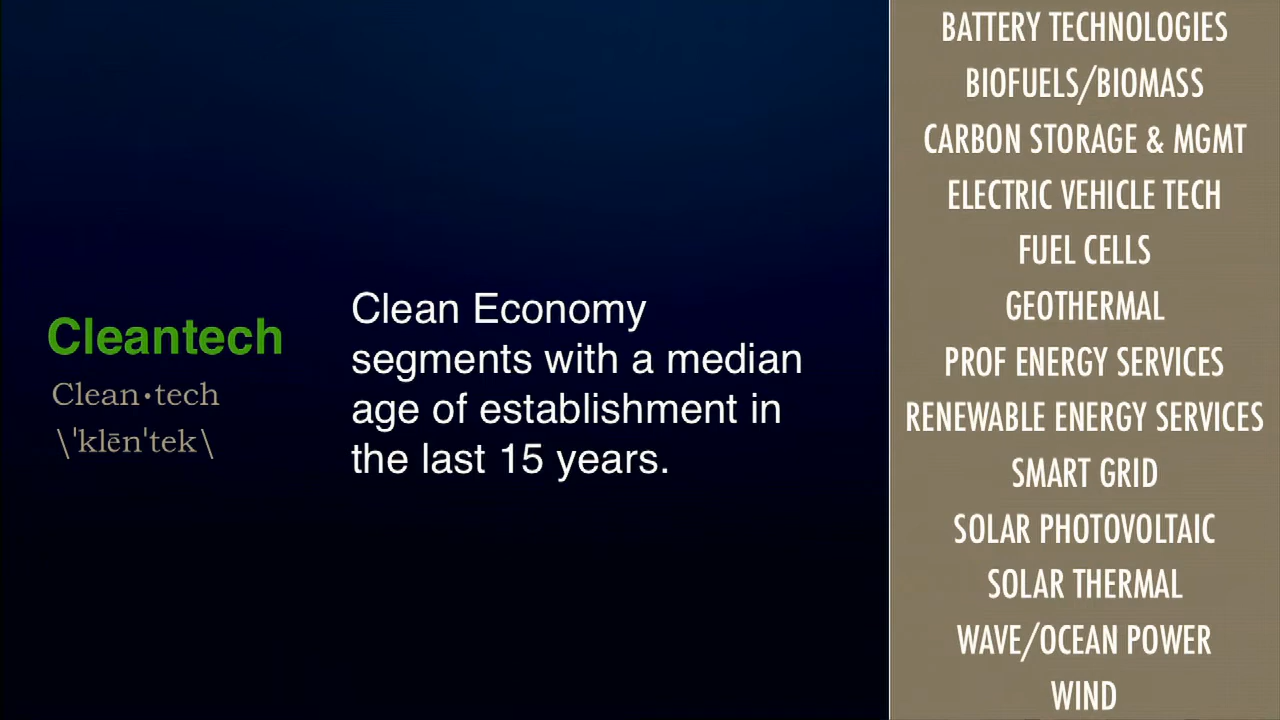 Cleantech
Clean•tech
\ˈklēnˈtek\
Clean Economy
segments with a median
age of establishment in
the last 15 years.
BATTERY TECHNOLOGIES
BIOFUELS/BIOMASS
CARBON STORAGE & MGMT
ELECTRIC VEHICLE TECH
FUEL CELLS
GEOTHERMAL
PROF ENERGY SERVICES
RENEWABLE ENERGY SERVICES
SMART GRID
SOLAR PHOTOVOLTAIC
SOLAR THERMAL
WAVE/OCEAN POWER
WIND